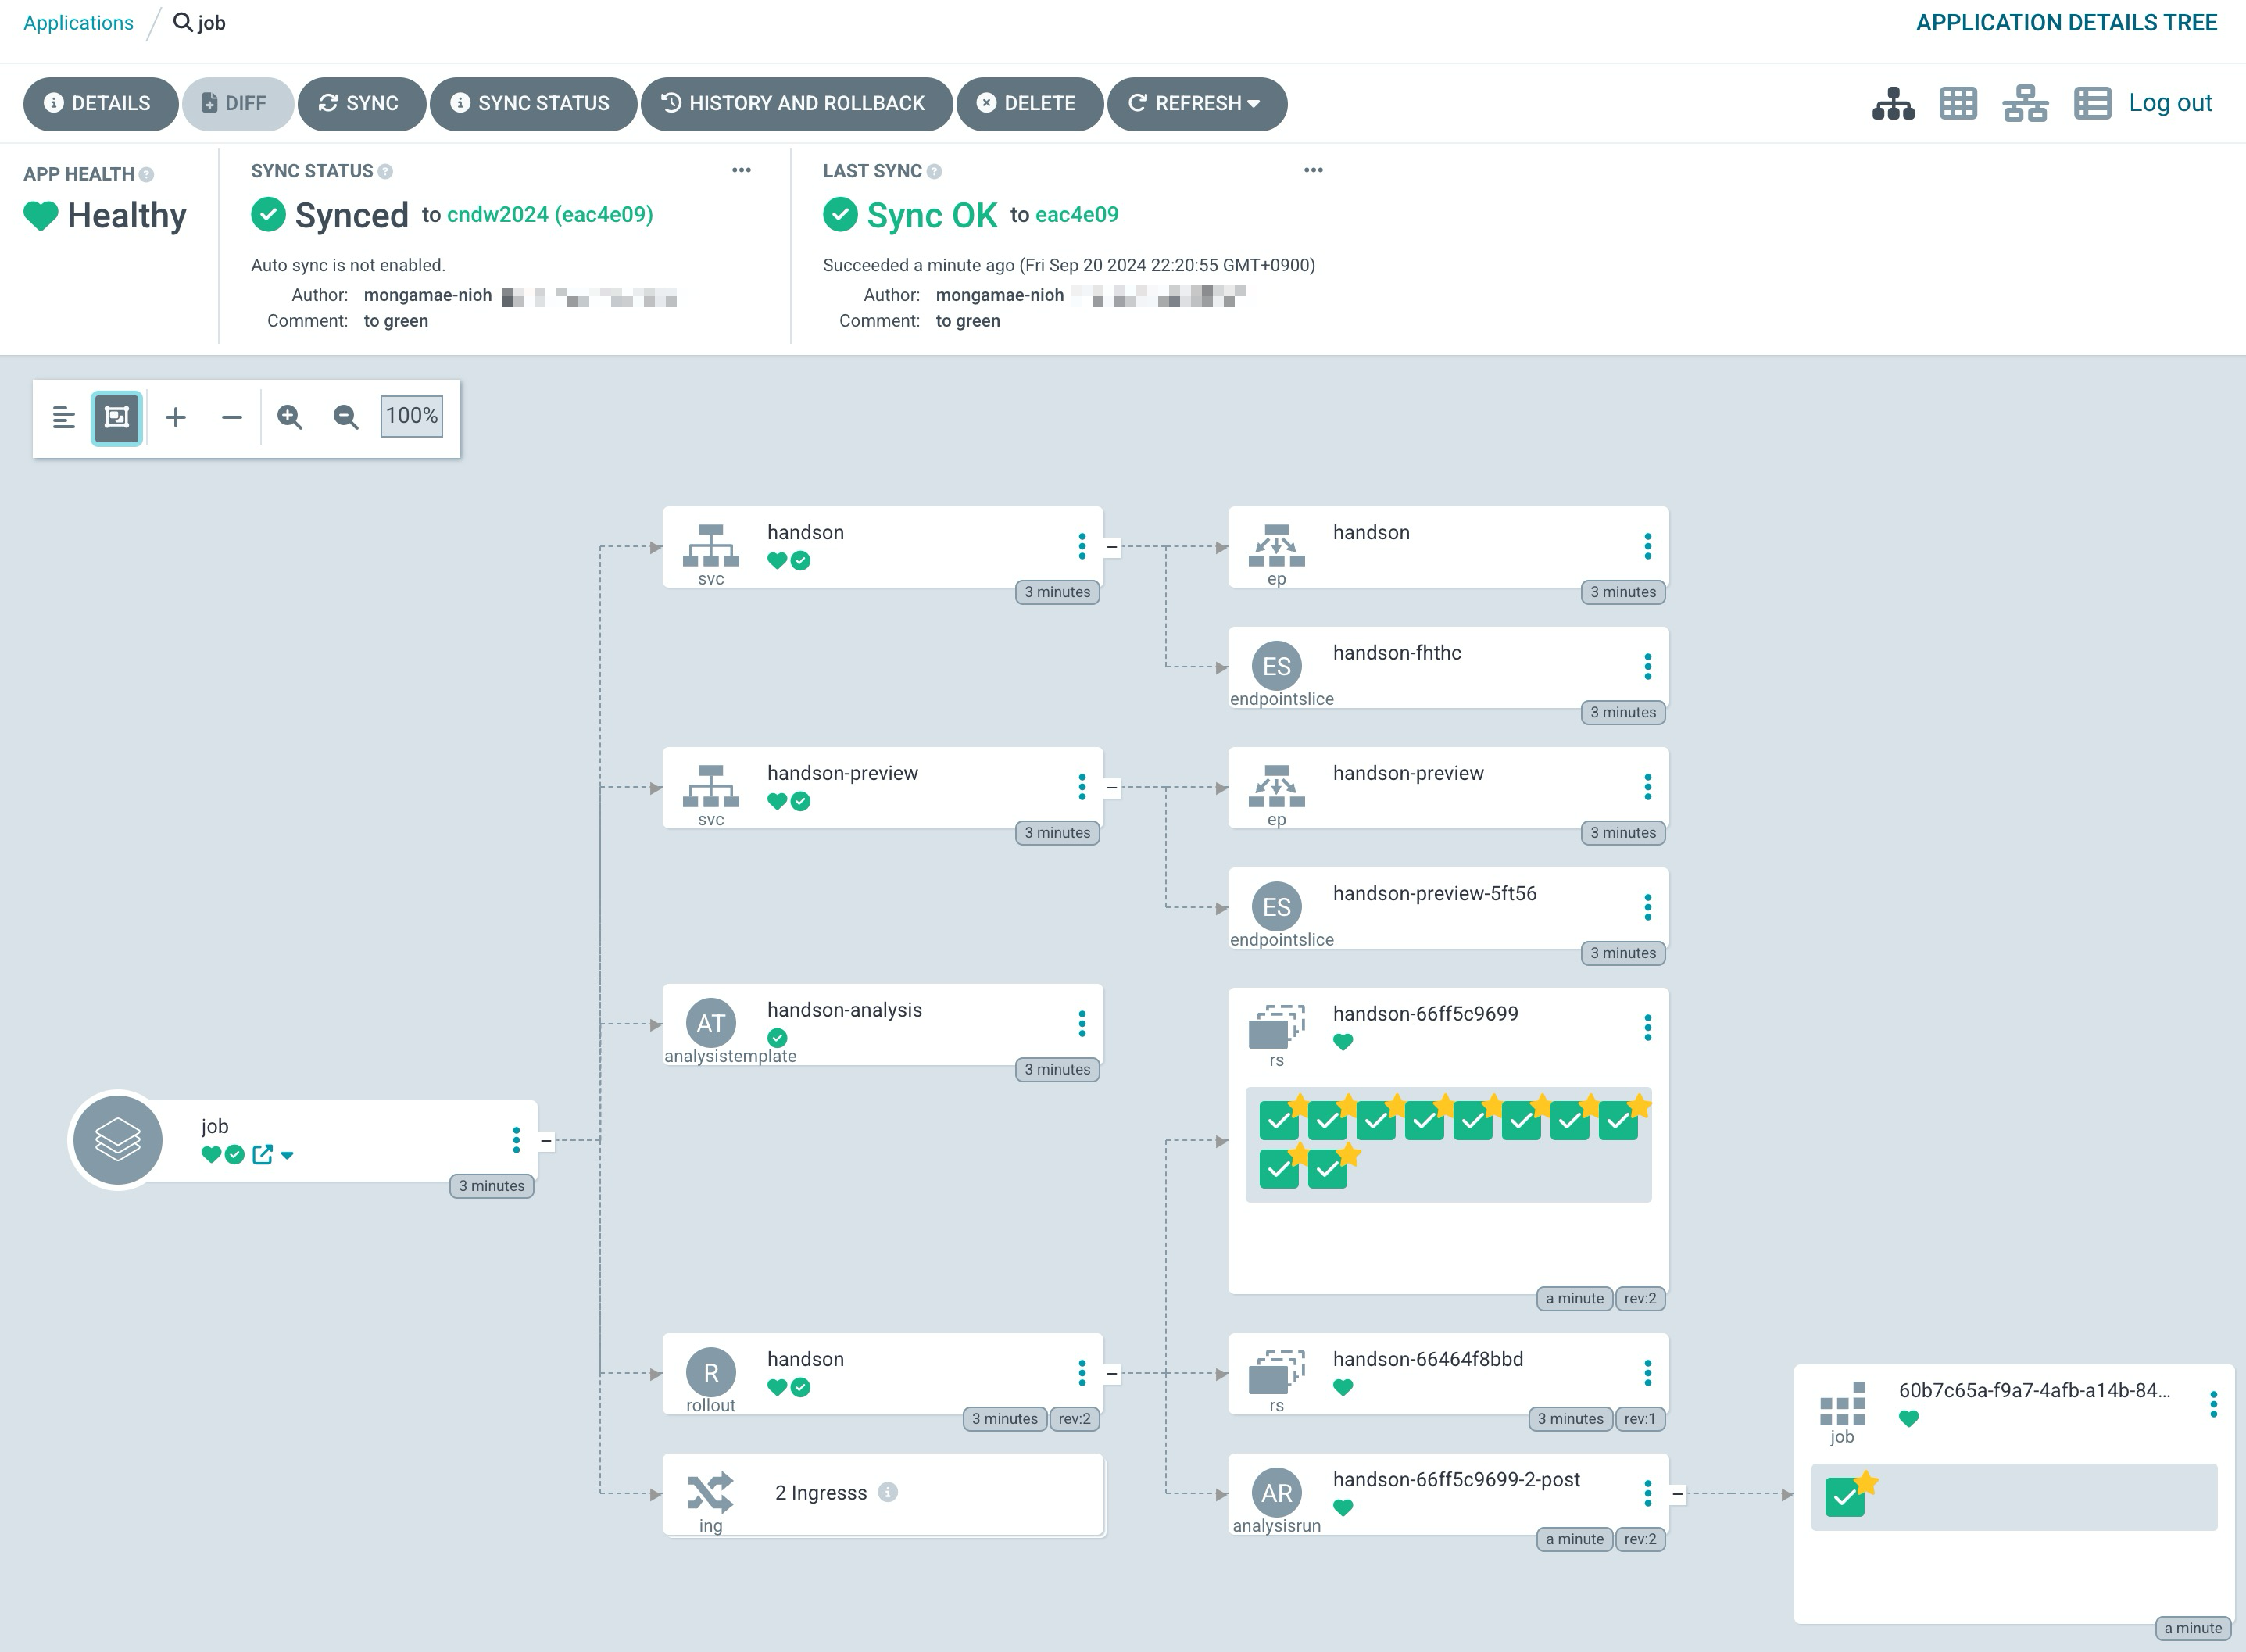 Applications / job
APPLICATION DETAILS TREE
DETAILS
DIFF
SYNC
SYNC STATUS
HISTORY AND ROLLBACK
DELETE
REFRESH
Log out
APP HEALTH
Healthy
SYNC STATUS
Synced to cndw2024 (eac4e09)
Auto sync is not enabled.
Author: mongamae-nioh
Comment: to green
LAST SYNC
Sync OK to eac4e09
Succeeded a minute ago (Fri Sep 20 2024 22:20:55 GMT+0900)
Author: mongamae-nioh
Comment: to green
100%
job
3 minutes
handson
svc
3 minutes
handson-preview
svc
3 minutes
AT
handson-analysis
analysistemplate
3 minutes
R
handson
rollout
3 minutes rev:2
2 Ingresss
ing
handson
ep
3 minutes
ES
handson-fhthc
endpointslice
3 minutes
handson-preview
ep
3 minutes
ES
handson-preview-5ft56
endpointslice
3 minutes
handson-66ff5c9699
rs
a minute rev:2
handson-66464f8bbd
rs
3 minutes rev:1
AR
handson-66ff5c9699-2-post
analysisrun
a minute rev:2
60b7c65a-f9a7-4afb-a14b-84...
job
a minute